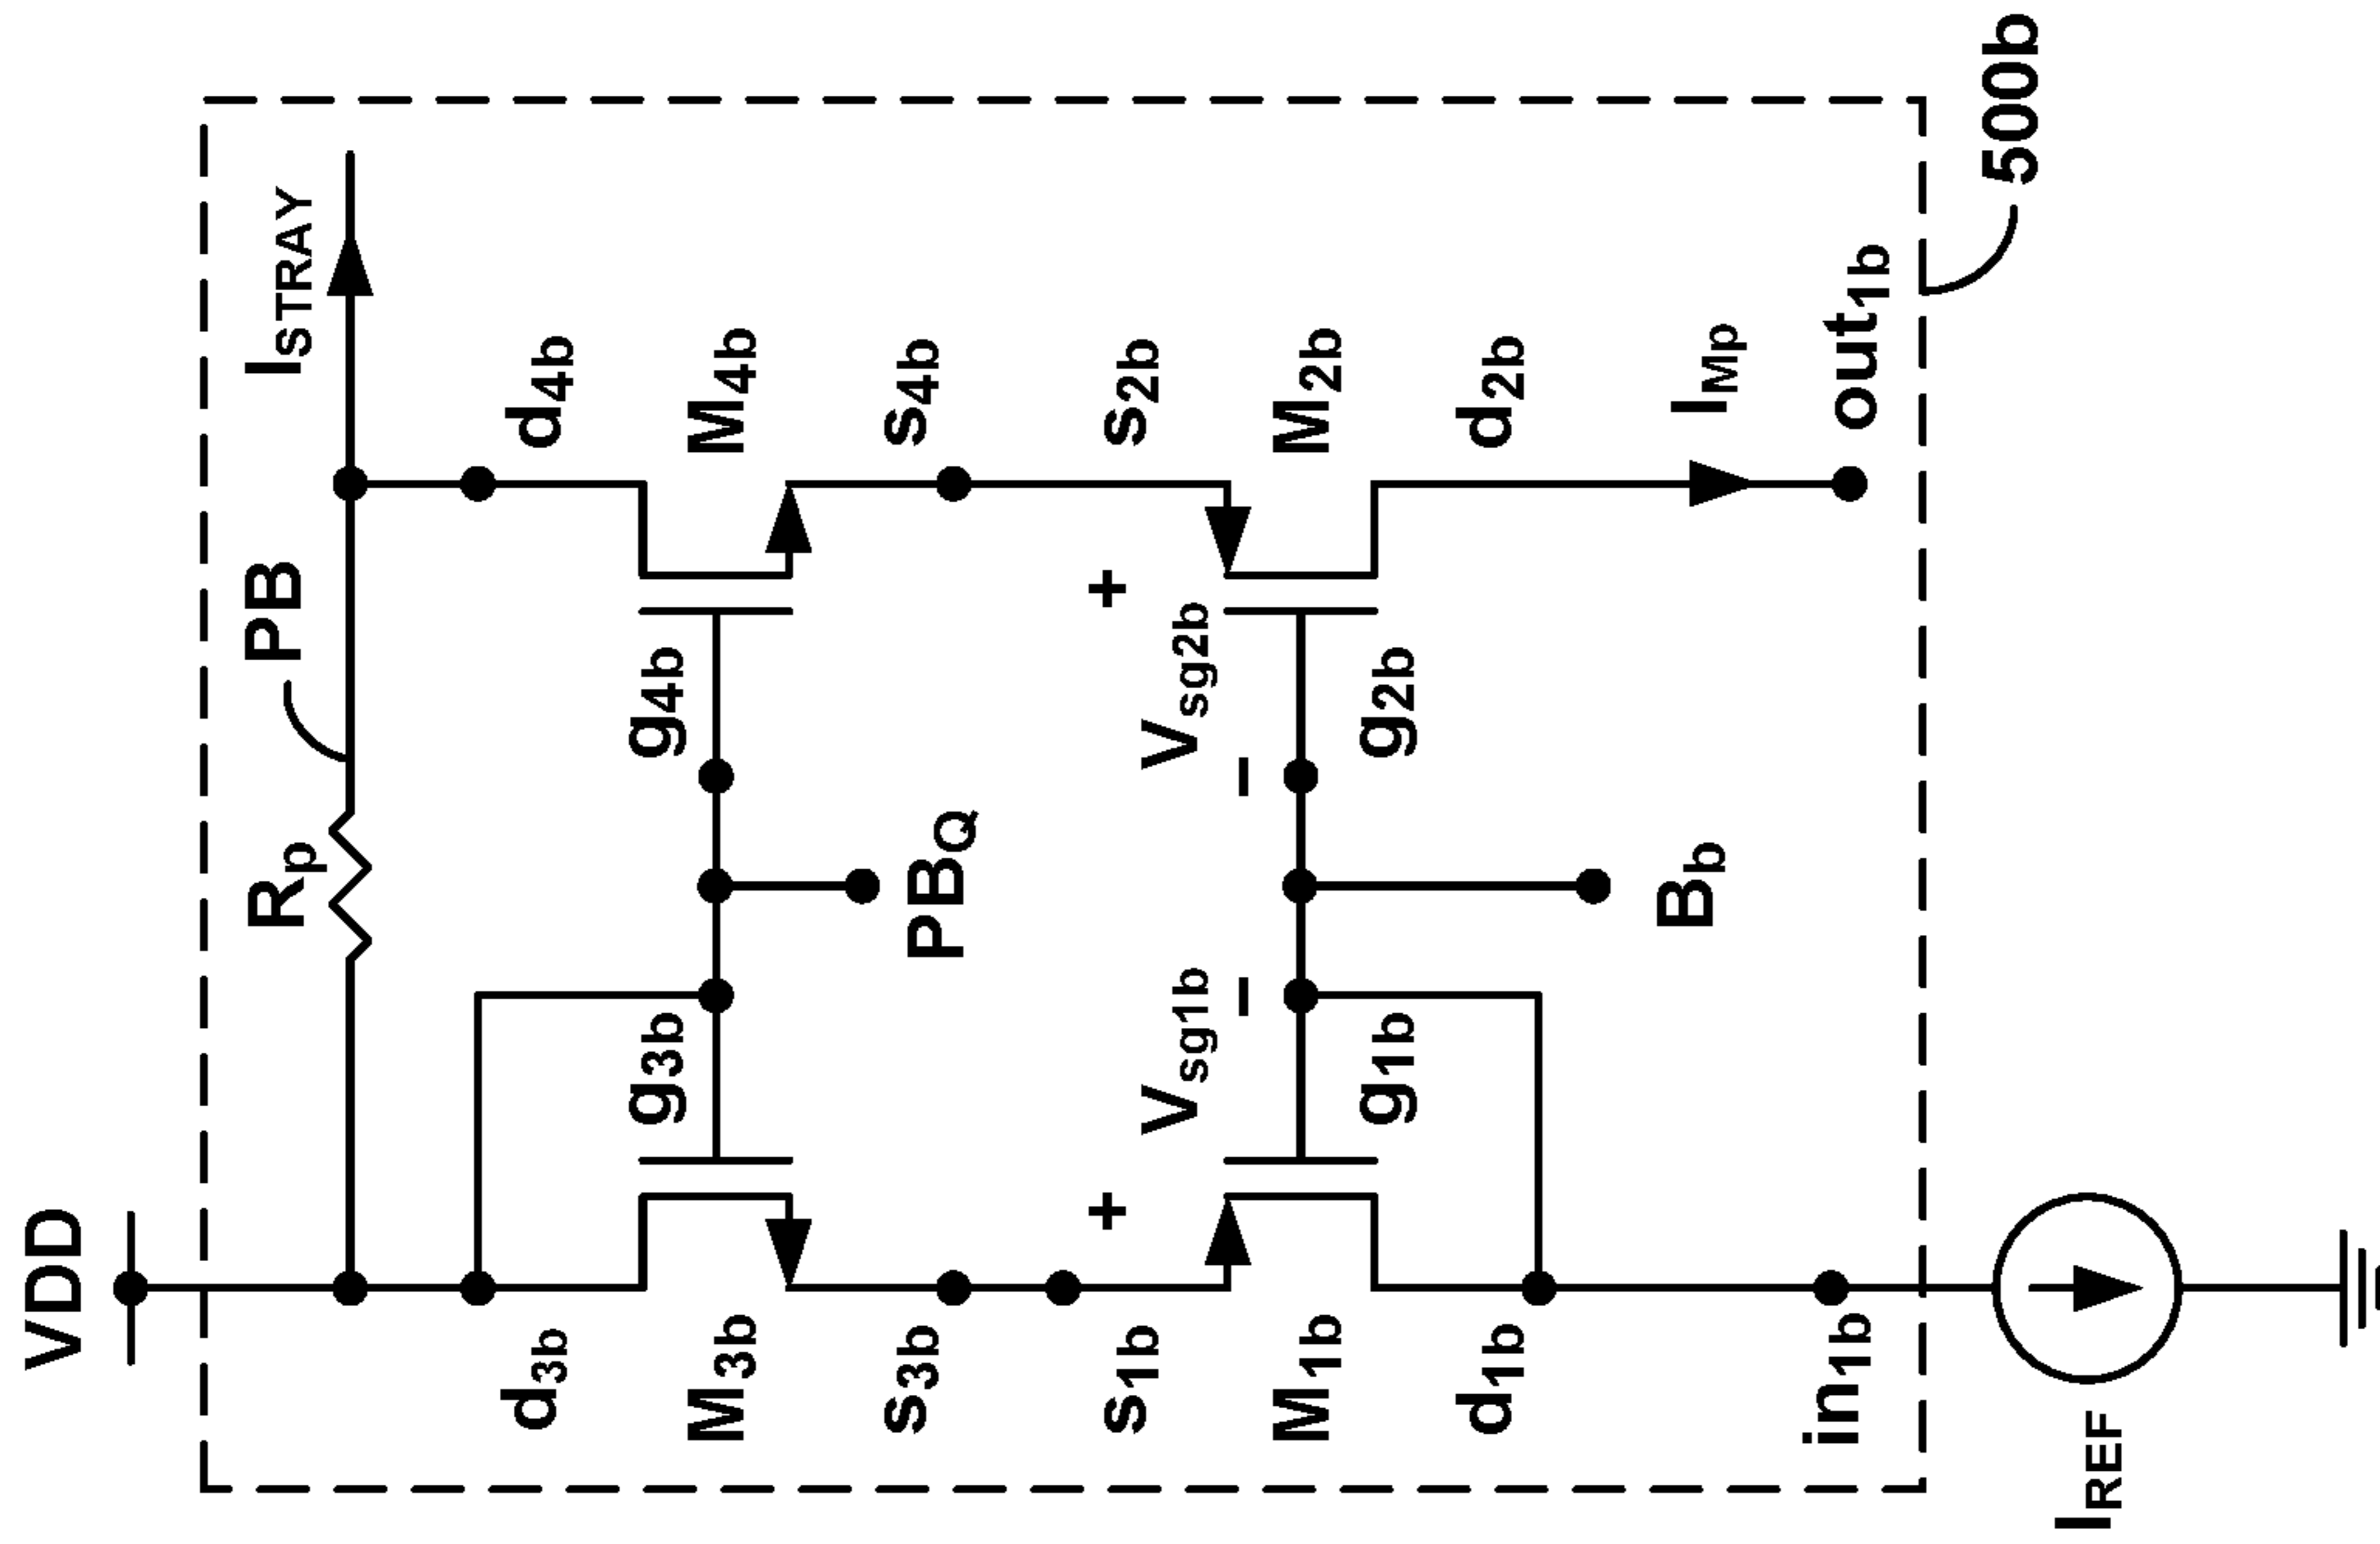 VDD
Rp
PB
ISTRAY
d3b
d4b
M3b
g3b
g4b
M4b
s3b
PBQ
s4b
s1b
+
Vsg1b
−
−
Vsg2b
+
s2b
M1b
g1b
g2b
M2b
d1b
Bb
d2b
IMp
in1b
out1b
IREF
500b